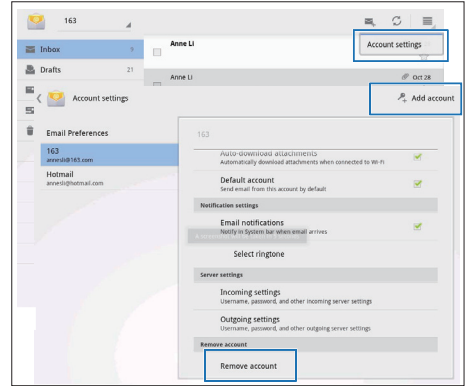 163
Account settings
Anne Li
Inbox 9
Drafts 21
Anne Li
Oct 28
Account settings
Add account
Email Preferences
163
annesli@163.com
Hotmail
annesli@hotmail.com
163
Auto-download attachments
Automatically download attachments when connected to Wi-Fi
Default account
Send email from this account by default
Notification settings
Email notifications
Notify in System bar when email arrives
Select ringtone
Server settings
Incoming settings
Username, password, and other incoming server settings
Outgoing settings
Username, password, and other outgoing server settings
Remove account
Remove account